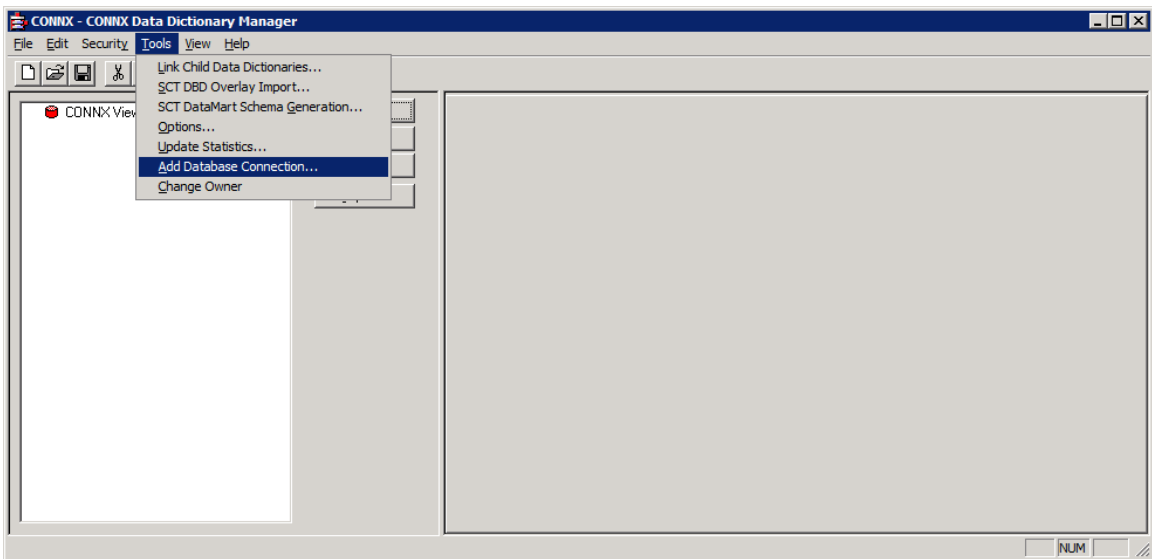 CONNX - CONNX Data Dictionary Manager
File Edit Security Tools View Help
Link Child Data Dictionaries...
SCT DBD Overlay Import...
SCT DataMart Schema Generation...
Options...
Update Statistics...
Add Database Connection...
Change Owner
CONNX View
NUM